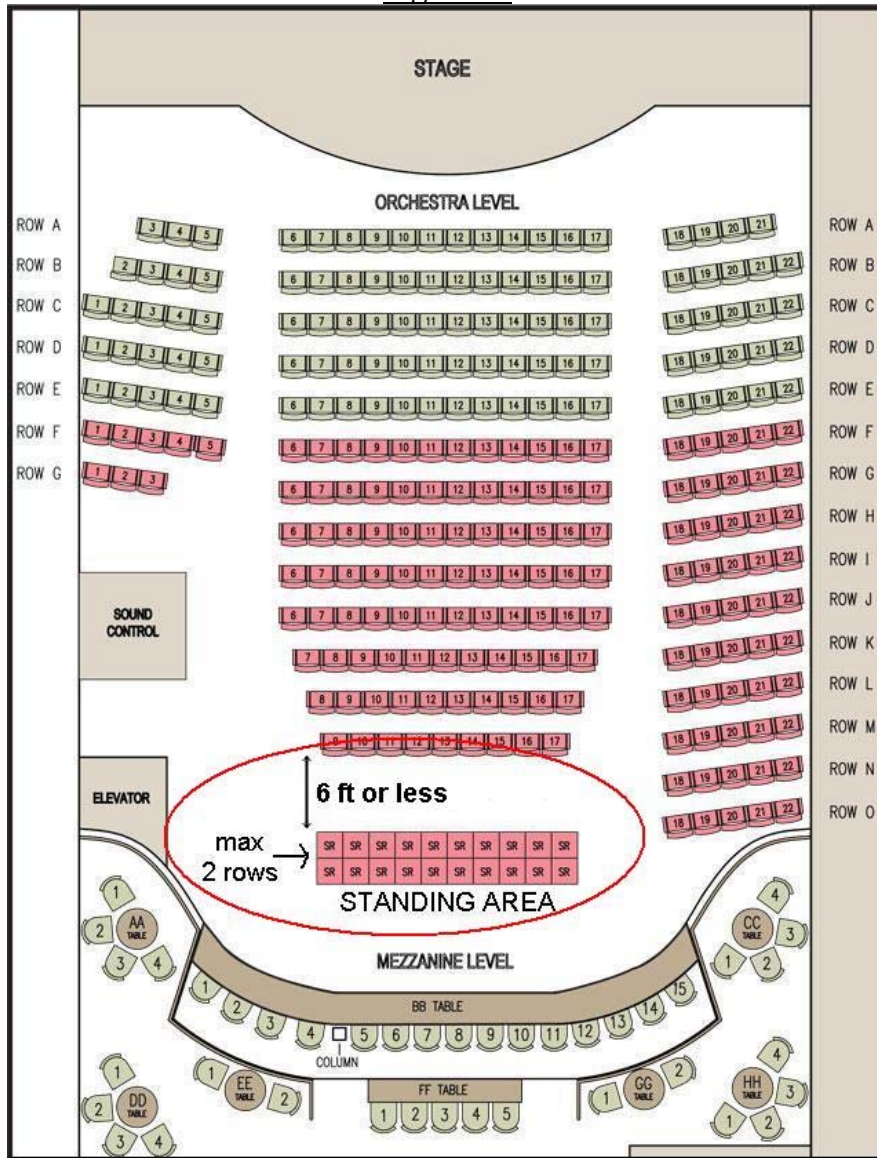 STAGE
ORCHESTRA LEVEL
ROW A 3 4 5 6 7 8 9 10 11 12 13 14 15 16 17 18 19 20 21 ROW A
ROW B 2 3 4 5 6 7 8 9 10 11 12 13 14 15 16 17 18 19 20 21 22 ROW B
ROW C 1 2 3 4 5 6 7 8 9 10 11 12 13 14 15 16 17 18 19 20 21 22 ROW C
ROW D 1 2 3 4 5 6 7 8 9 10 11 12 13 14 15 16 17 18 19 20 21 22 ROW D
ROW E 1 2 3 4 5 6 7 8 9 10 11 12 13 14 15 16 17 18 19 20 21 22 ROW E
ROW F 1 2 3 4 5 6 7 8 9 10 11 12 13 14 15 16 17 18 19 20 21 22 ROW F
ROW G 1 2 3 6 7 8 9 10 11 12 13 14 15 16 17 18 19 20 21 22 ROW G
6 7 8 9 10 11 12 13 14 15 16 17 18 19 20 21 22 ROW H
6 7 8 9 10 11 12 13 14 15 16 17 18 19 20 21 22 ROW I
6 7 8 9 10 11 12 13 14 15 16 17 18 19 20 21 22 ROW J
SOUND
CONTROL
7 8 9 10 11 12 13 14 15 16 17 18 19 20 21 22 ROW K
8 9 10 11 12 13 14 15 16 17 18 19 20 21 22 ROW L
9 10 11 12 13 14 15 16 17 18 19 20 21 22 ROW M
18 19 20 21 22 ROW N
18 19 20 21 22 ROW O
ELEVATOR
6 ft or less
max
2 rows
SR SR SR SR SR SR SR SR SR
SR SR SR SR SR SR SR SR SR
STANDING AREA
MEZZANINE LEVEL
AA
TABLE
1 2 3 4
BB TABLE
1 2 3 4 5 6 7 8 9 10 11 12 13 14 15
COLUMN
CC
TABLE
1 2 3 4
DD
TABLE
1 2 3 4
EE
TABLE
1 2
FF TABLE
1 2 3 4 5
GG
TABLE
1 2
HH
TABLE
1 2 3 4